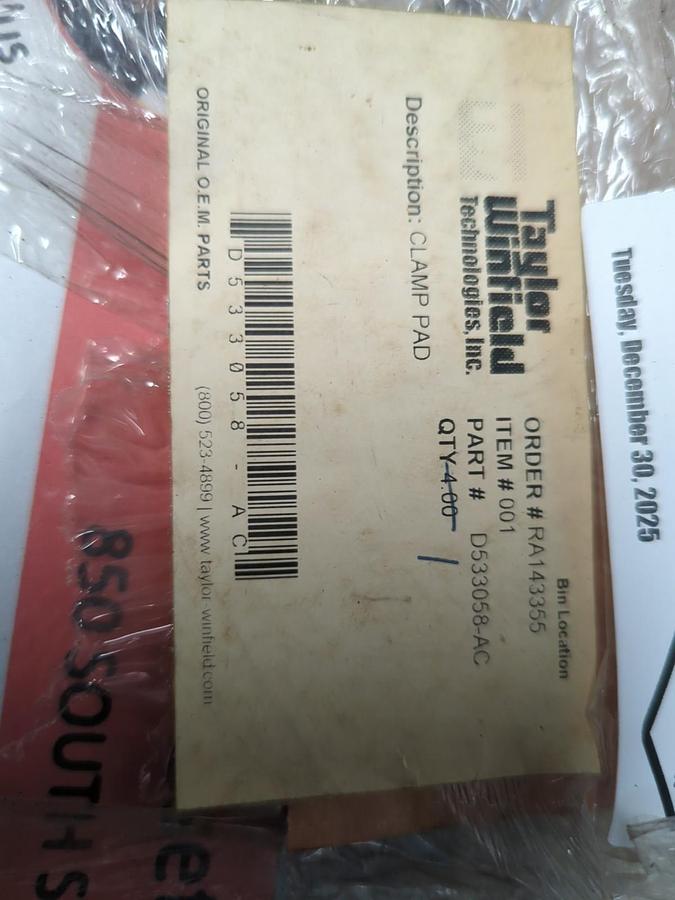 Bin Location
Taylor
Winfield
Technologies, Inc.
ORDER # RA143355
ITEM # 001
PART # D533058-AC
QTY 4.00 1
Description: CLAMP PAD
D533058-AC
ORIGINAL O.E.M. PARTS
(800) 523-4899 | www.taylor-winfield.com
Tuesday, December 30, 2025
850 SOUTH S